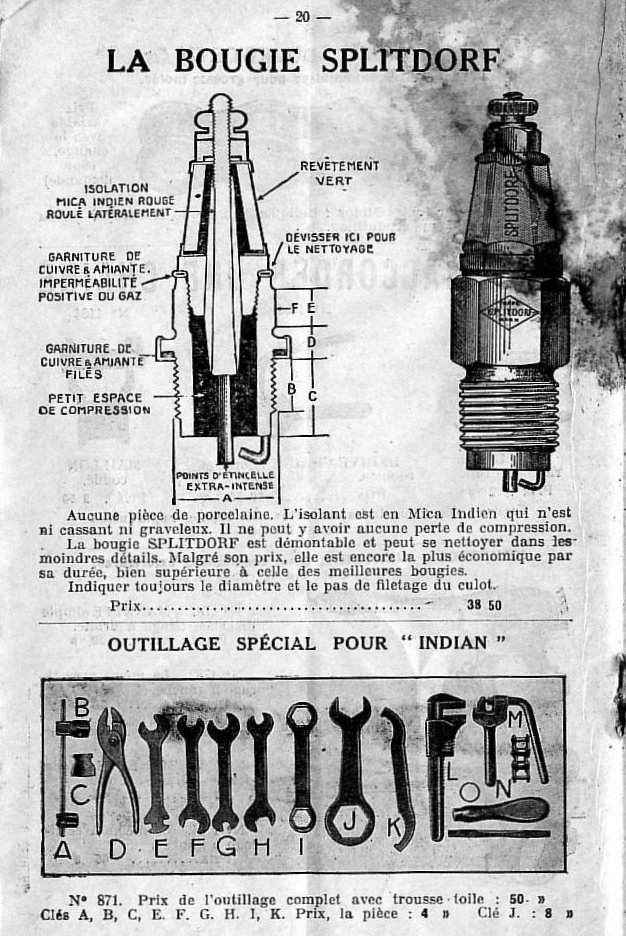 — 20 —
LA BOUGIE SPLITDORF
REVÊTEMENT
VERT
ISOLATION
MICA INDIEN ROUGE
ROULÉ LATÉRALEMENT
DÉVISSER ICI POUR
LE NETTOYAGE
GARNITURE DE
CUIVRE & AMIANTE.
IMPERMÉABILITÉ
POSITIVE DU GAZ
F E
D
GARNITURE DE
CUIVRE & AMIANTE
FILÉS
B
C
PETIT ESPACE
DE COMPRESSION
POINTS D'ÉTINCELLE
EXTRA-INTENSE
A
SPLITDORF
SPLITDORF
Aucune pièce de porcelaine. L'isolant est en Mica Indien qui n'est
ni cassant ni graveleux. Il ne peut y avoir aucune perte de compression.
La bougie SPLITDORF est démontable et peut se nettoyer dans les
moindres détails. Malgré son prix, elle est encore la plus économique par
sa durée, bien supérieure à celle des meilleures bougies.
Indiquer toujours le diamètre et le pas de filetage du culot.
Prix........................................ 38 50
OUTILLAGE SPÉCIAL POUR " INDIAN "
B
C
A D E F G H I J K L O N M
N° 871. Prix de l'outillage complet avec trousse toile : 50 »
Clés A, B, C, E. F. G. H. I, K. Prix, la pièce : 4 » Clé J. : 8 »